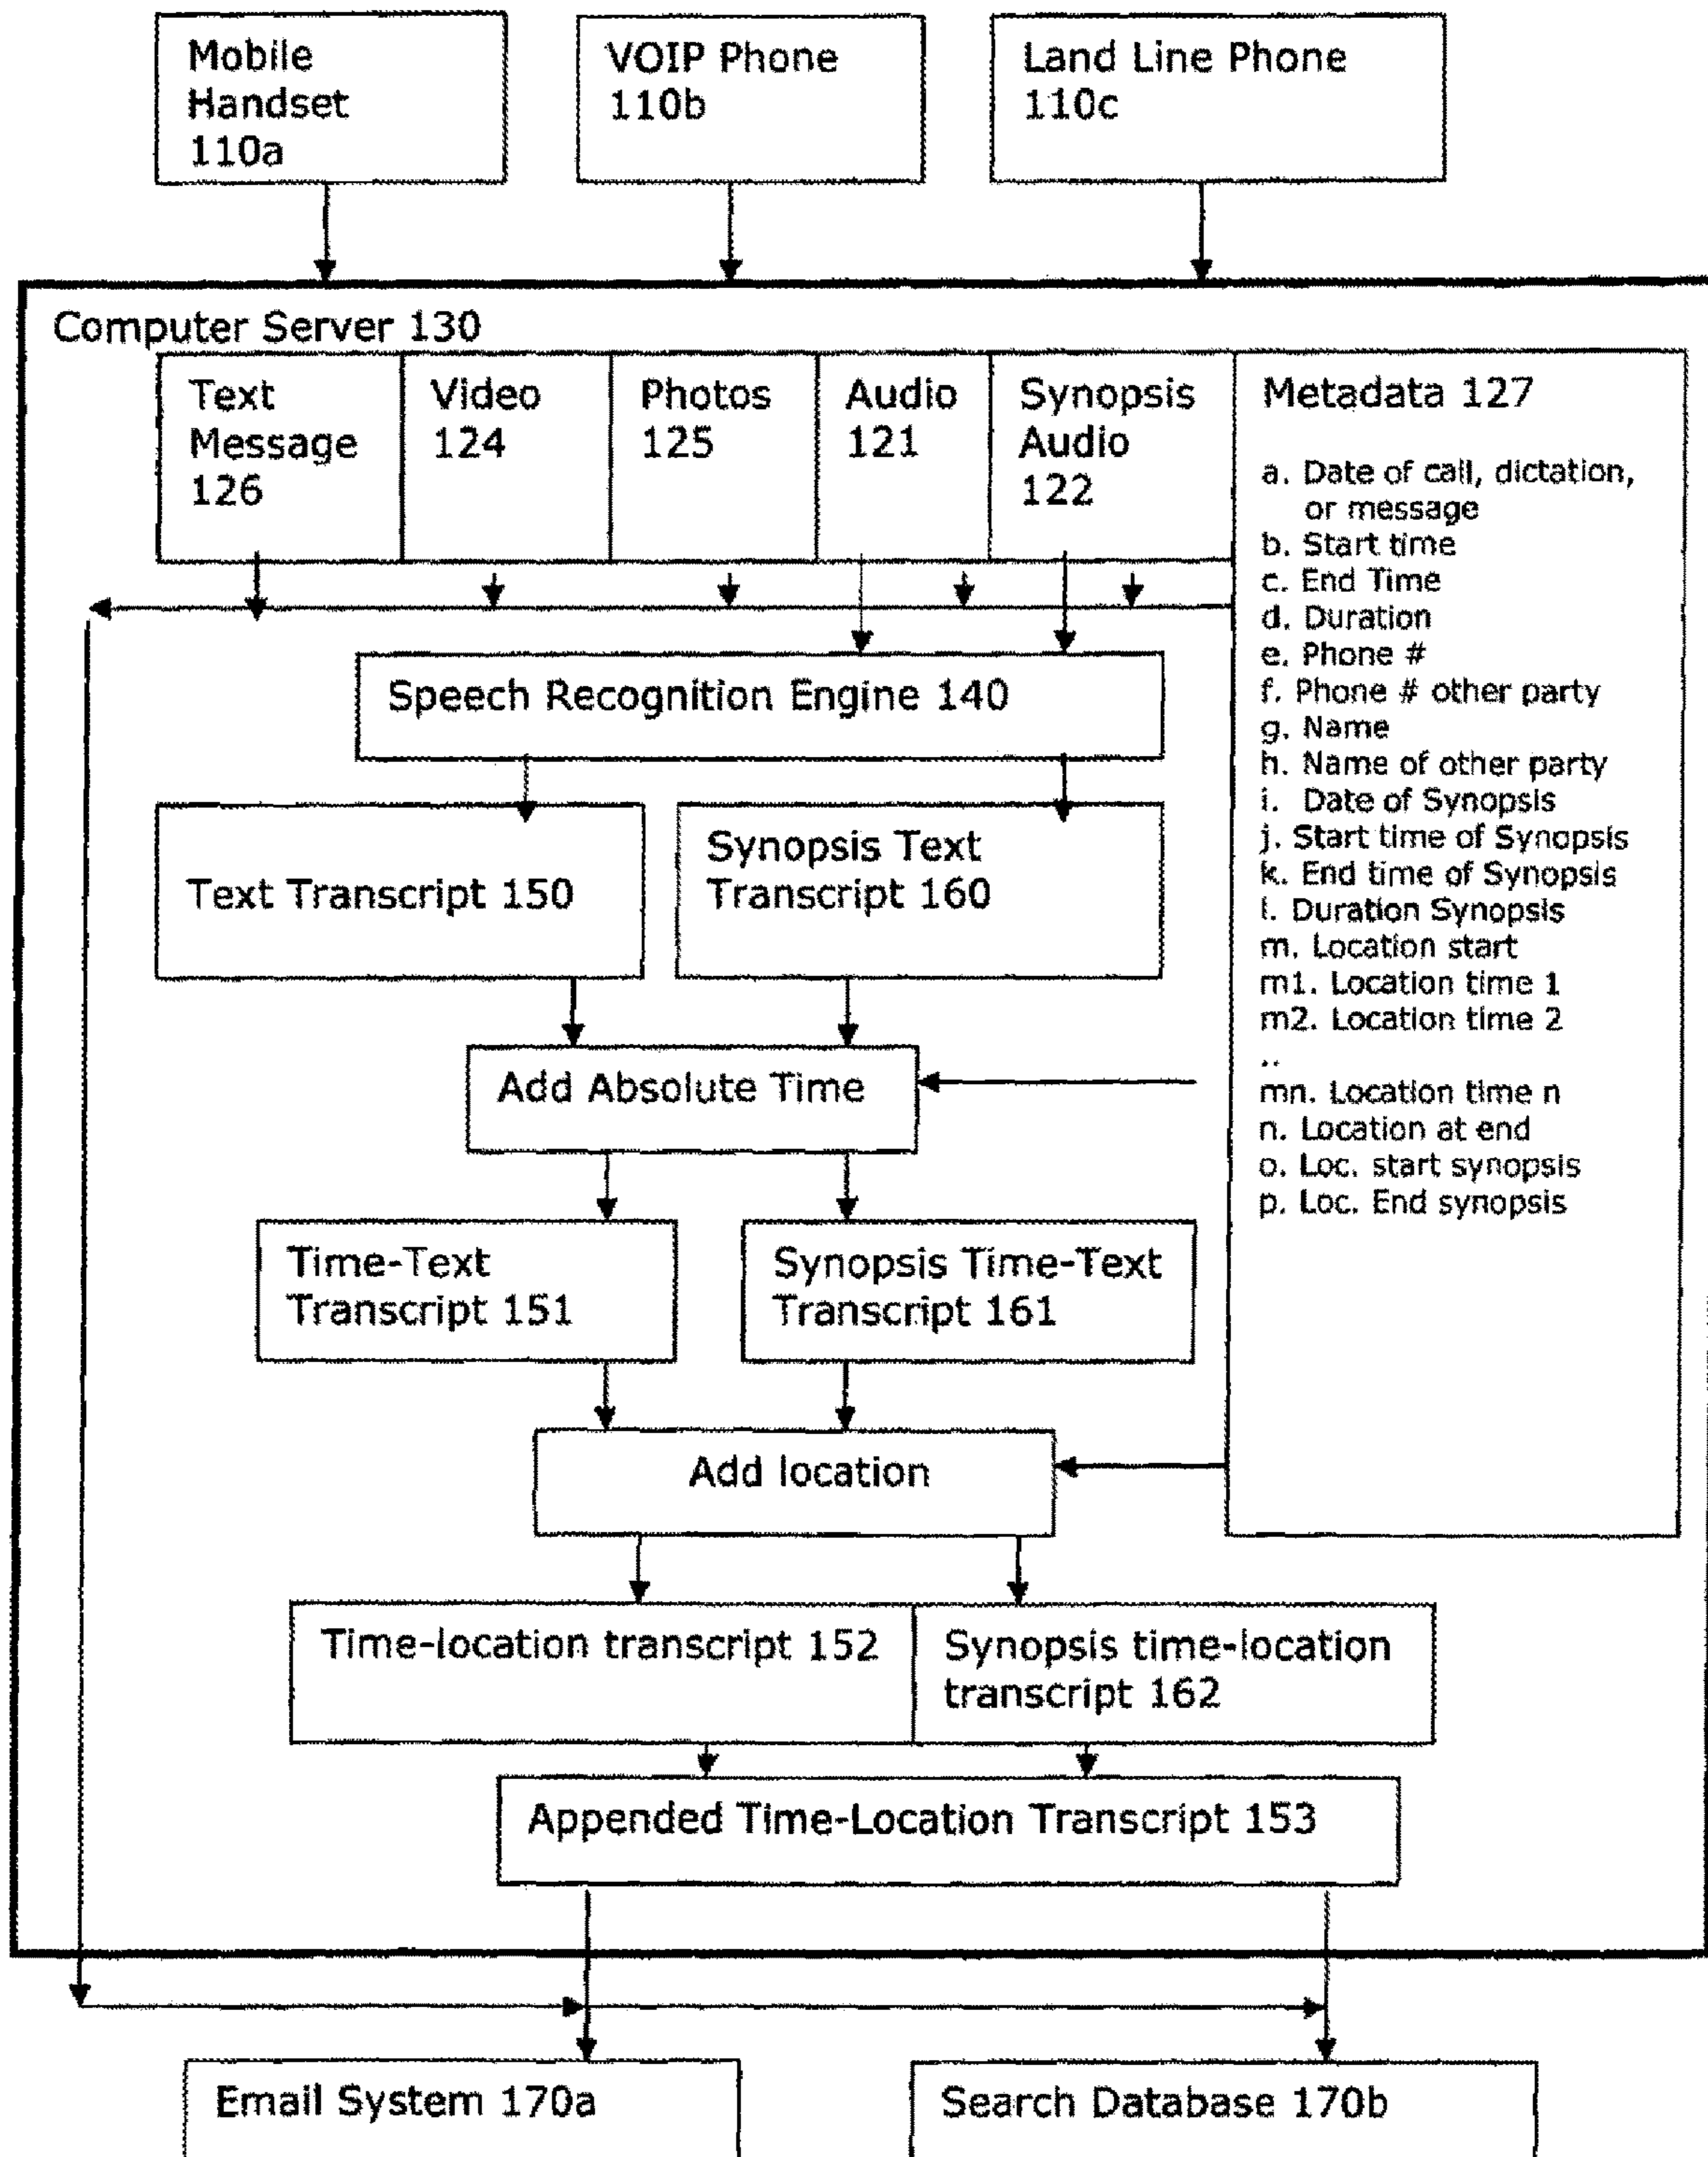 Mobile
Handset
110a
VOIP Phone
110b
Land Line Phone
110c
Computer Server 130
Text
Message
126
Video
124
Photos
125
Audio
121
Synopsis
Audio
122
Metadata 127
a. Date of call, dictation,
or message
b. Start time
c. End Time
d. Duration
e. Phone #
f. Phone # other party
g. Name
h. Name of other party
i. Date of Synopsis
j. Start time of Synopsis
k. End time of Synopsis
l. Duration Synopsis
m. Location start
m1. Location time 1
m2. Location time 2
..
mn. Location time n
n. Location at end
o. Loc. start synopsis
p. Loc. End synopsis
Speech Recognition Engine 140
Text Transcript 150
Synopsis Text
Transcript 160
Add Absolute Time
Time-Text
Transcript 151
Synopsis Time-Text
Transcript 161
Add location
Time-location transcript 152
Synopsis time-location
transcript 162
Appended Time-Location Transcript 153
Email System 170a
Search Database 170b